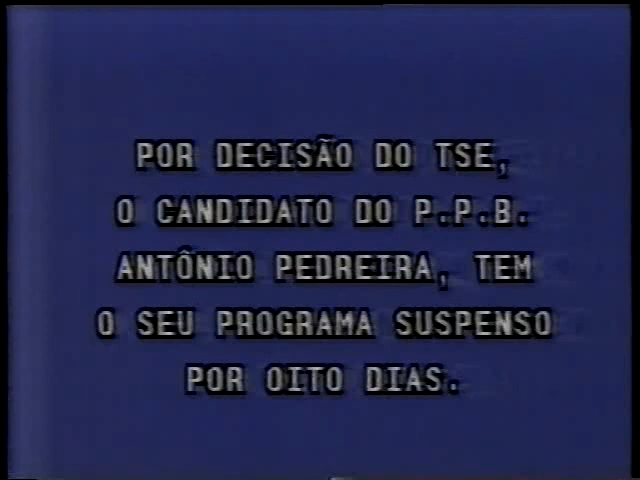 POR DECISÃO DO TSE,
O CANDIDATO DO P.P.B.
ANTÔNIO PEDREIRA, TEM
O SEU PROGRAMA SUSPENSO
POR OITO DIAS.